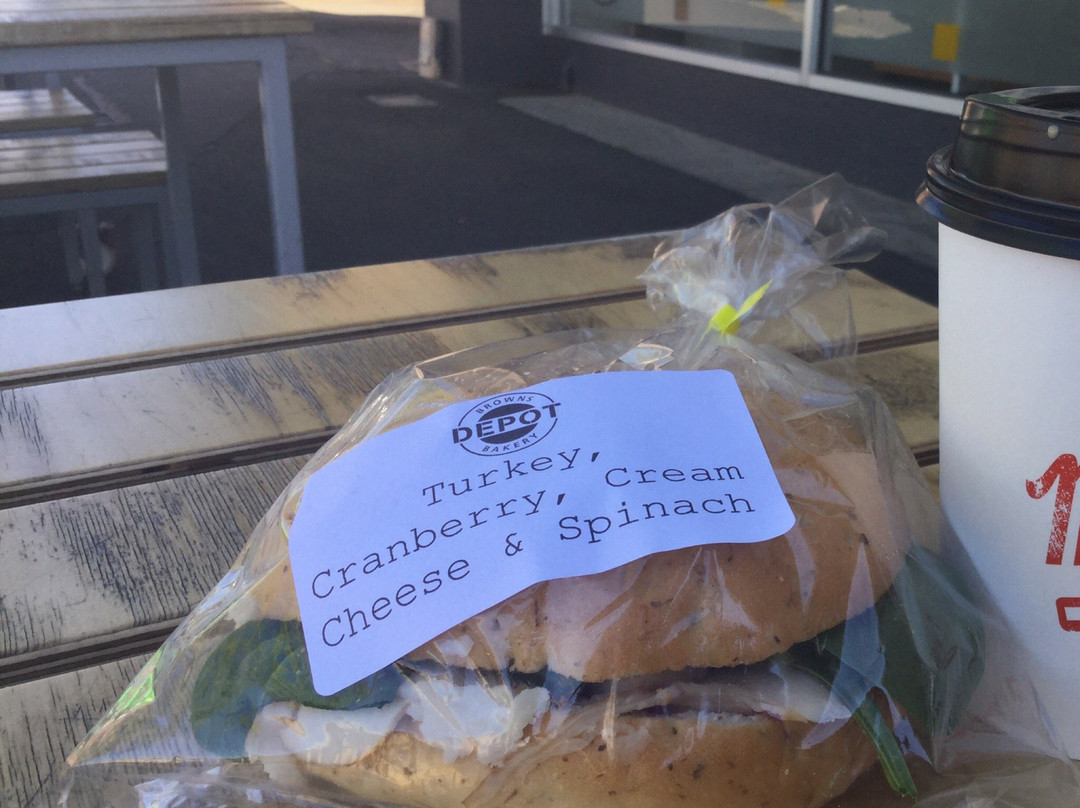 BROWNS
DEPOT
BAKERY
Turkey,
Cranberry, Cream
Cheese & Spinach